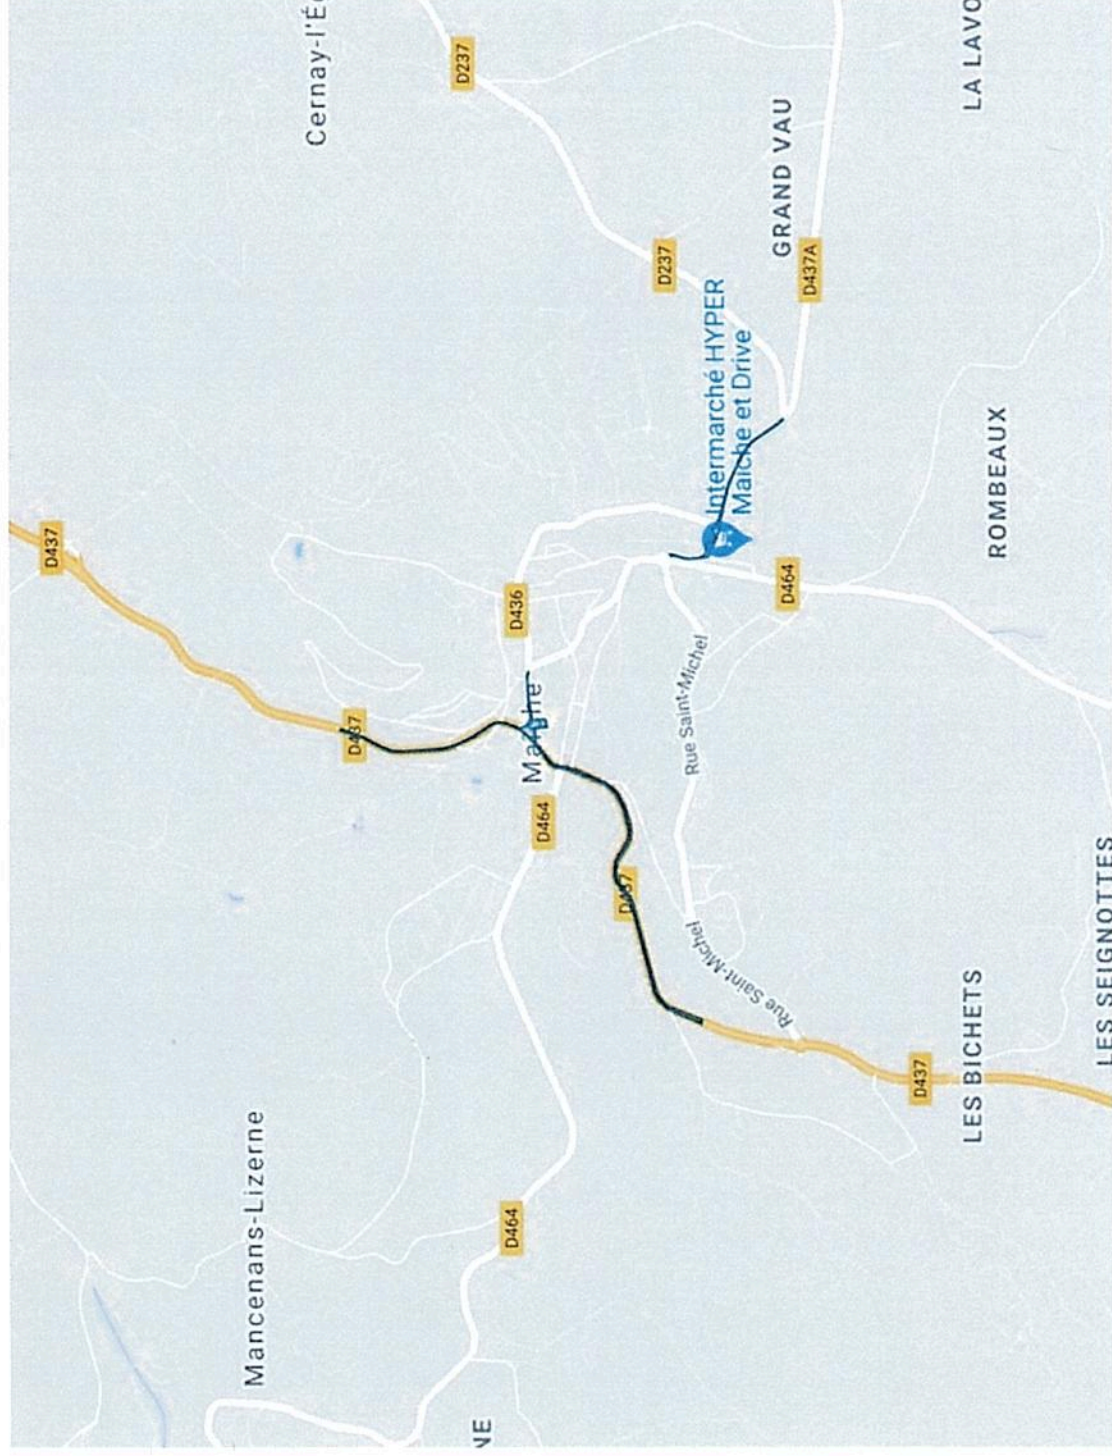 D437
Mancenans-Lizerne
Cernay-l'É
D437
D237
NE
D464
D436
Maîche
D464
D437
D237
Rue Saint-Michel
Intermarché HYPER
Maîche et Drive
Rue Saint-Michel
GRAND VAU
D464
D437A
D437
LES BICHETS
LA LAVO
ROMBEAUX
LES SEIGNOTTES